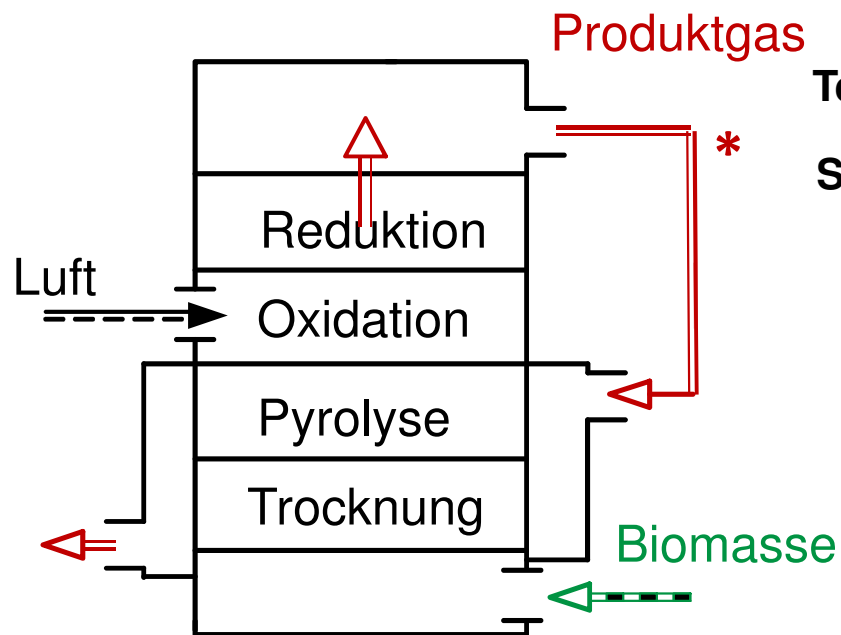 Produktgas
*
Reduktion
Luft
Oxidation
Pyrolyse
Trocknung
Biomasse